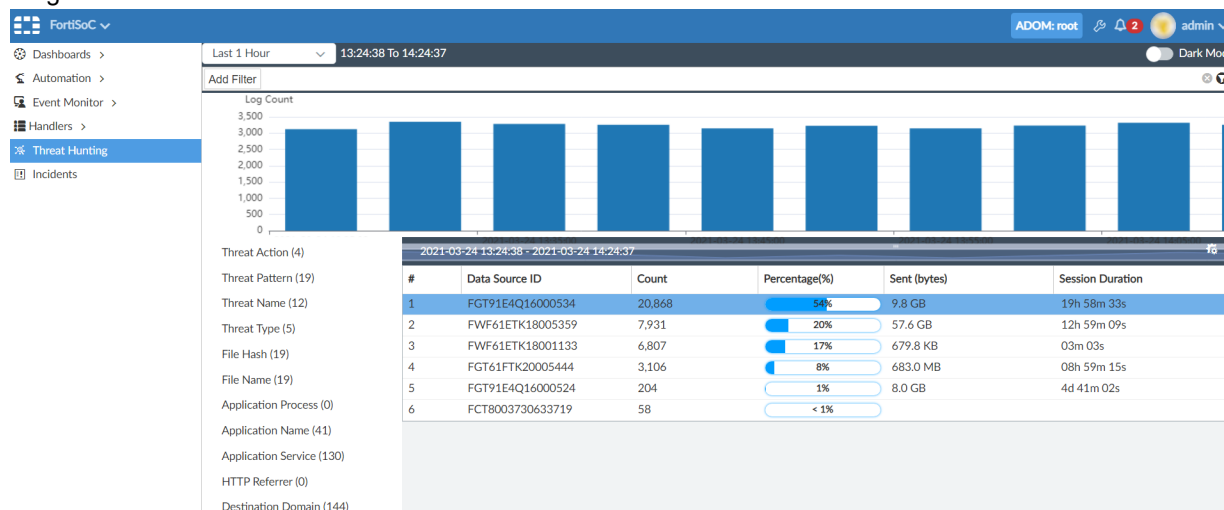 FortiSoC
ADOM: root
2
admin
Dashboards >
Automation >
Event Monitor >
Handlers >
Threat Hunting
Incidents
Last 1 Hour
13:24:38 To 14:24:37
Add Filter
Log Count
3,500
3,000
2,500
2,000
1,500
1,000
500
0
Threat Action (4)
Threat Pattern (19)
Threat Name (12)
Threat Type (5)
File Hash (19)
File Name (19)
Application Process (0)
Application Name (41)
Application Service (130)
HTTP Referrer (0)
Destination Domain (144)
2021-03-24 13:24:38 - 2021-03-24 14:24:37
# Data Source ID Count Percentage(%) Sent (bytes) Session Duration
1 FGT91E4Q16000534 20,868 54% 9.8 GB 19h 58m 33s
2 FWF61ETK18005359 7,931 20% 57.6 GB 12h 59m 09s
3 FWF61ETK18001133 6,807 17% 679.8 KB 03m 03s
4 FGT61FTK20005444 3,106 8% 683.0 MB 08h 59m 15s
5 FGT91E4Q16000524 204 1% 8.0 GB 4d 41m 02s
6 FCT8003730633719 58 < 1%